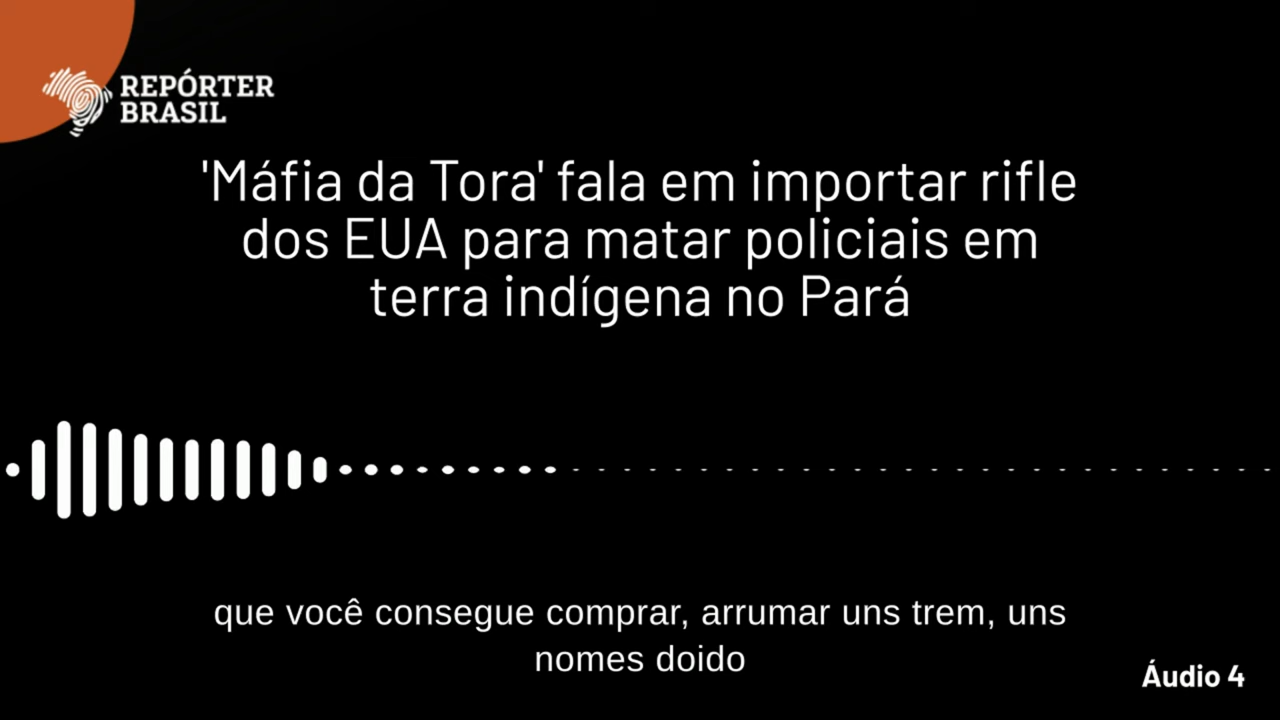 REPÓRTER
BRASIL
'Máfia da Tora' fala em importar rifle
dos EUA para matar policiais em
terra indígena no Pará
que você consegue comprar, arrumar uns trem, uns
nomes doido
Áudio 4